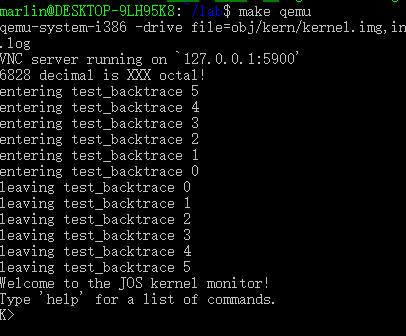 marlin@DESKTOP-9LH95K8: /lab$ make qemu
qemu-system-i386 -drive file=obj/kern/kernel.img,in
.log
VNC server running on `127.0.0.1:5900'
6828 decimal is XXX octal!
entering test_backtrace 5
entering test_backtrace 4
entering test_backtrace 3
entering test_backtrace 2
entering test_backtrace 1
entering test_backtrace 0
leaving test_backtrace 0
leaving test_backtrace 1
leaving test_backtrace 2
leaving test_backtrace 3
leaving test_backtrace 4
leaving test_backtrace 5
Welcome to the JOS kernel monitor!
Type 'help' for a list of commands.
K>